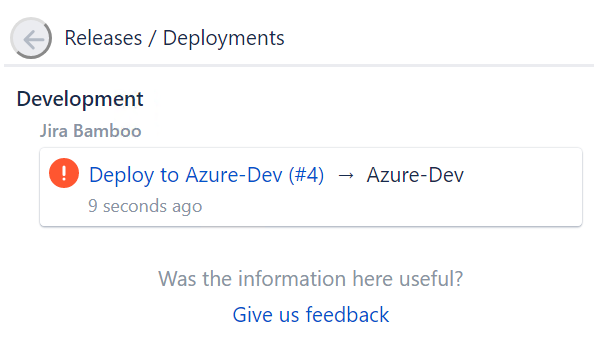 Releases / Deployments
Development
Jira Bamboo
Deploy to Azure-Dev (#4) → Azure-Dev
9 seconds ago
Was the information here useful?
Give us feedback